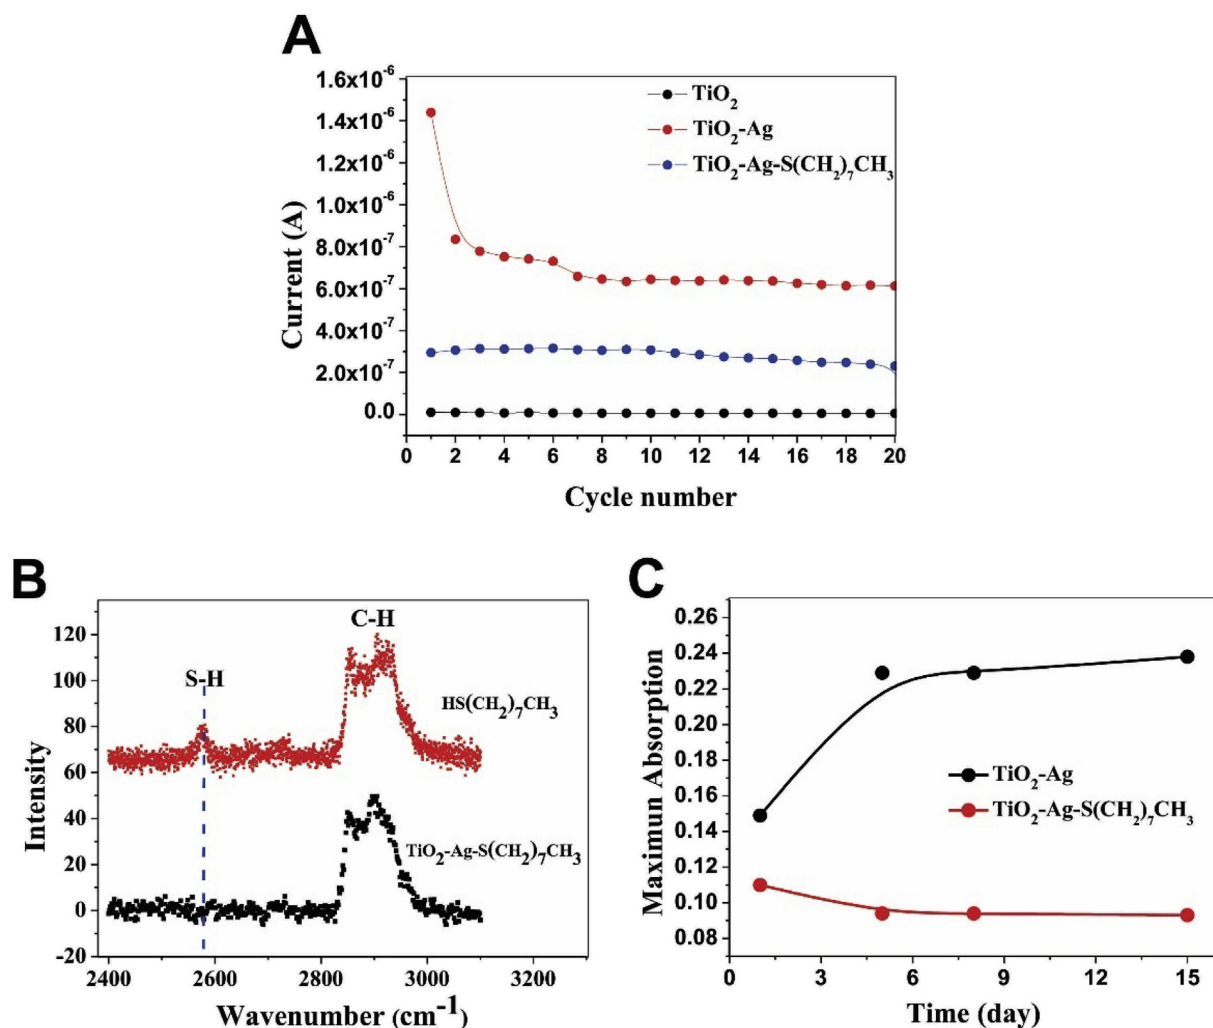 A
1.6x10⁻⁶
1.4x10⁻⁶
1.2x10⁻⁶
1.6x10⁻⁶
8.0x10⁻⁷
6.0x10⁻⁷
4.0x10⁻⁷
2.0x10⁻⁷
0.0
Current (A)
TiO₂
TiO₂-Ag
TiO₂-Ag-S(CH₂)₇CH₃
0 2 4 6 8 10 12 14 16 18 20
Cycle number
B
120
100
80
60
40
20
0
-20
Intensity
C-H
S-H
HS(CH₂)₇CH₃
TiO₂-Ag-S(CH₂)₇CH₃
2400 2600 2800 3000 3200
Wavenumber (cm⁻¹)
C
0.26
0.24
0.22
0.20
0.18
0.16
0.14
0.12
0.10
0.08
Maximun Absorption
TiO₂-Ag
TiO₂-Ag-S(CH₂)₇CH₃
0 3 6 9 12 15
Time (day)